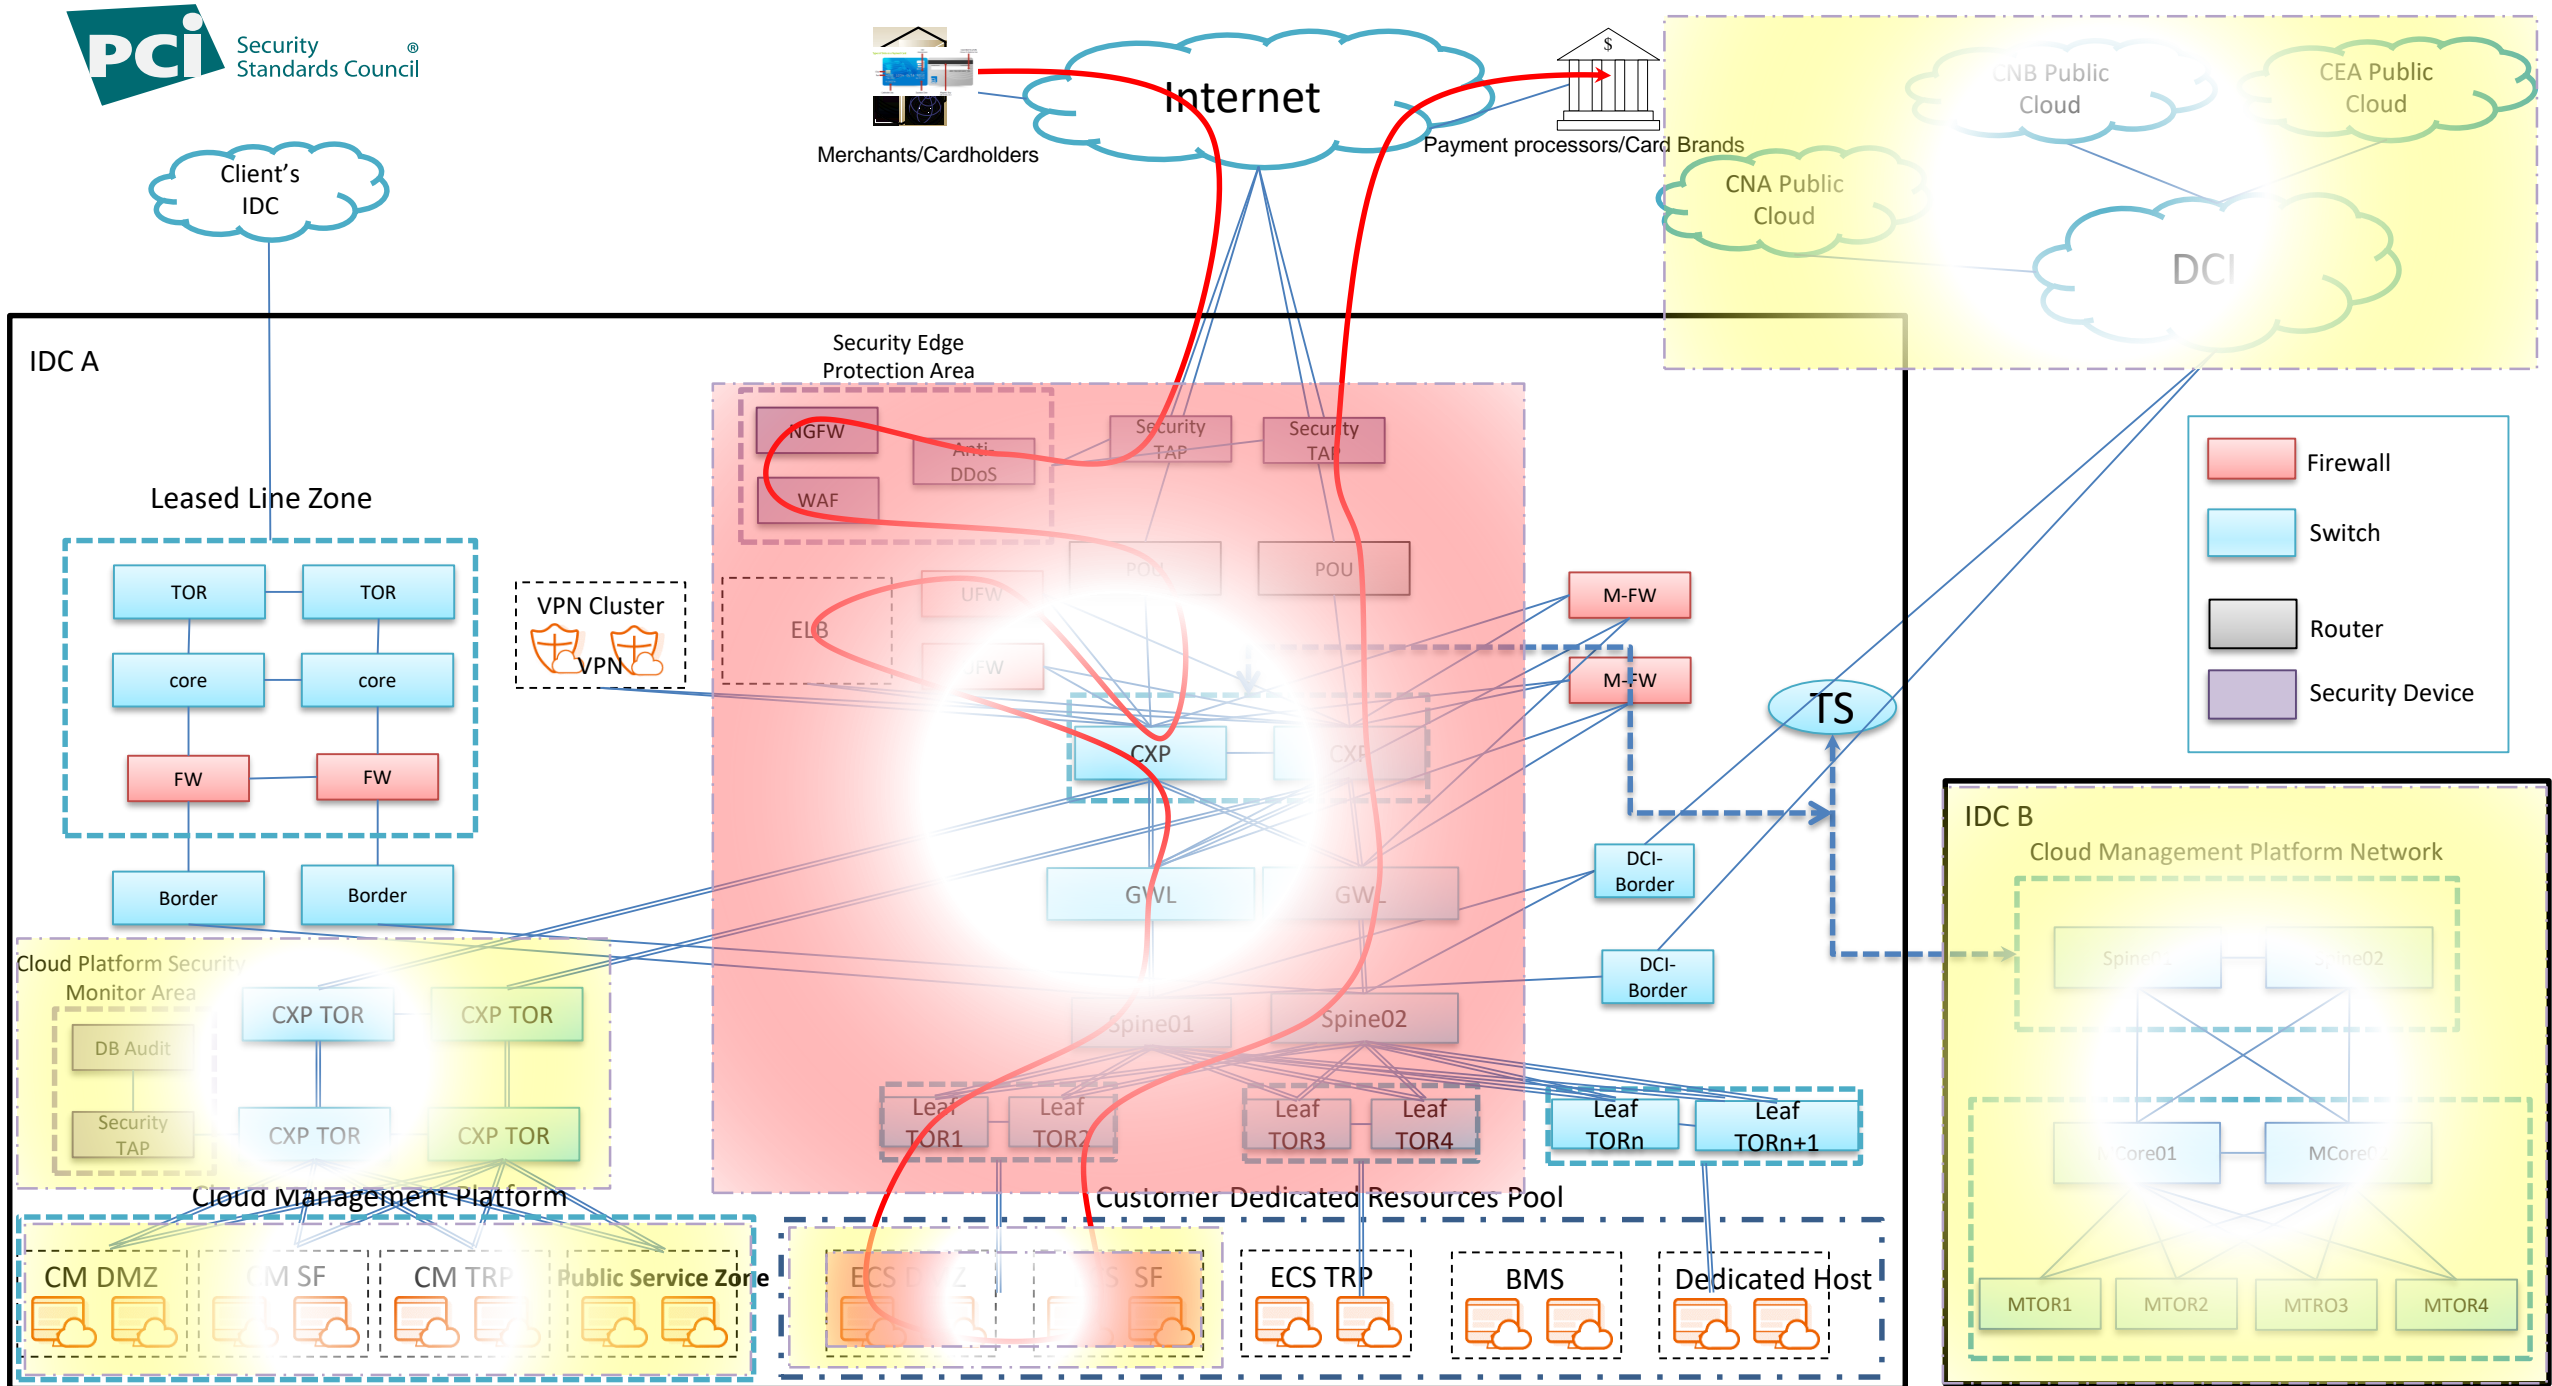 PCi
Security
®
Standards Council
Client's
IDC
Merchants/Cardholders
Internet
$
Payment processors/Card Brands
CNB Public
Cloud
CEA Public
Cloud
CNA Public
Cloud
DCI
IDC A
Security Edge
Protection Area
NGFW
Anti-
DDoS
WAF
Security
TAP
Security
TAP
Firewall
Switch
Router
Security Device
Leased Line Zone
TOR
TOR
core
core
FW
FW
Border
Border
VPN Cluster
VPN
ELB
UFW
UFW
POU
POU
M-FW
M-FW
TS
CXP
CXP
GWL
GWL
DCI-
Border
DCI-
Border
IDC B
Cloud Management Platform Network
Spine01
Spine02
MCore01
MCore02
MTOR1
MTOR2
MTRO3
MTOR4
Cloud Platform Security
Monitor Area
DB Audit
Security
TAP
CXP TOR
CXP TOR
CXP TOR
CXP TOR
Spine01
Spine02
Leaf
TOR1
Leaf
TOR2
Leaf
TOR3
Leaf
TOR4
Leaf
TORn
Leaf
TORn+1
Cloud Management Platform
CM DMZ
CM SF
CM TRP
Public Service Zone
Customer Dedicated Resources Pool
ECS DMZ
ECS SF
ECS TRP
BMS
Dedicated Host